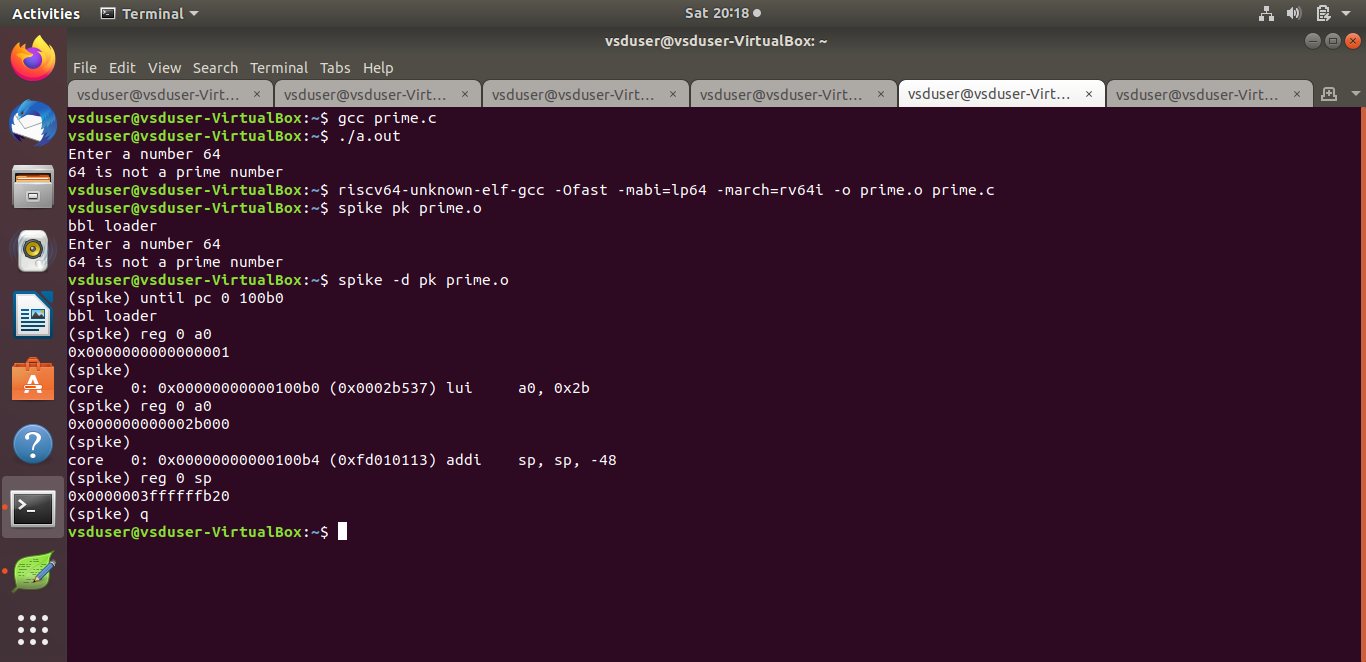 Activities Terminal Sat 20:18
vsduser@vsduser-VirtualBox: ~
File Edit View Search Terminal Tabs Help
vsduser@vsduser-Virt... × vsduser@vsduser-Virt... × vsduser@vsduser-Virt... × vsduser@vsduser-Virt... × vsduser@vsduser-Virt... × vsduser@vsduser-Virt... ×
vsduser@vsduser-VirtualBox:~$ gcc prime.c
vsduser@vsduser-VirtualBox:~$ ./a.out
Enter a number 64
64 is not a prime number
vsduser@vsduser-VirtualBox:~$ riscv64-unknown-elf-gcc -Ofast -mabi=lp64 -march=rv64i -o prime.o prime.c
vsduser@vsduser-VirtualBox:~$ spike pk prime.o
bbl loader
Enter a number 64
64 is not a prime number
vsduser@vsduser-VirtualBox:~$ spike -d pk prime.o
(spike) until pc 0 100b0
bbl loader
(spike) reg 0 a0
0x0000000000000001
(spike)
core   0: 0x00000000000100b0 (0x0002b537) lui     a0, 0x2b
(spike) reg 0 a0
0x000000000002b000
(spike)
core   0: 0x00000000000100b4 (0xfd010113) addi    sp, sp, -48
(spike) reg 0 sp
0x0000003ffffffb20
(spike) q
vsduser@vsduser-VirtualBox:~$